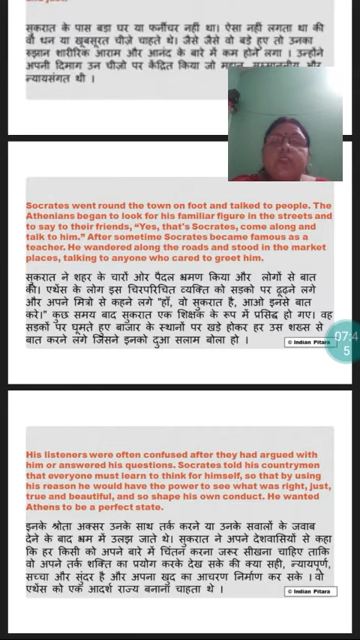 सुकरात के पास बड़ा घर या फर्नीचर नहीं था। ऐसा नहीं लगता था की
वो धन या खूबसूरत चीज़े चाहते थे। जैसे जैसे वो बड़े हुए तो उनका
रुझान शारीरिक आराम और आनंद के बारे में कम होने लगा । उन्होंने
अपनी दिमाग उन चीज़ो पर केंद्रित किया जो महान, सम्माननीय और
न्यायसंगत थी ।
Socrates went round the town on foot and talked to people. The
Athenians began to look for his familiar figure in the streets and
to say to their friends, “Yes, that's Socrates, come along and
talk to him.” After sometime Socrates became famous as a
teacher. He wandered along the roads and stood in the market
places, talking to anyone who cared to greet him.
सुकरात ने शहर के चारों ओर पैदल भ्रमण किया और लोगों से बात
की। एथेंस के लोग इस चिरपरिचित व्यक्ति को सड़को पर ढूढ़ने लगे
और अपने मित्रो से कहने लगे "हाँ, वो सुकरात है, आओ इनसे बात
करे।" कुछ समय बाद सुकरात एक शिक्षक के रूप में प्रसिद्ध हो गए। वह
सड़कों पर घूमते हुए बाजार के स्थानों पर खड़े होकर हर उस शख्स से
बात करने लगे जिसने इनको दुआ सलाम बोला हो ।
© Indian Pitara
07:4
5
His listeners were often confused after they had argued with
him or answered his questions. Socrates told his countrymen
that everyone must learn to think for himself, so that by using
his reason he would have the power to see what was right, just,
true and beautiful, and so shape his own conduct. He wanted
Athens to be a perfect state.
इनके श्रोता अक्सर उनके साथ तर्क करने या उनके सवालों के जवाब
देने के बाद भ्रम में उलझ जाते थे। सुकरात ने अपने देशवासियों से कहा
कि हर किसी को अपने बारे में चिंतन करना जरूर सीखना चाहिए ताकि
वो अपने तर्क शक्ति का प्रयोग करके देख सके की क्या सही, न्यायपूर्ण,
सच्चा और सुंदर है और अपना खुद का आचरण निर्माण कर सके । वो
एथेंस को एक आदर्श राज्य बनाना चाहता थे ।
© Indian Pitara